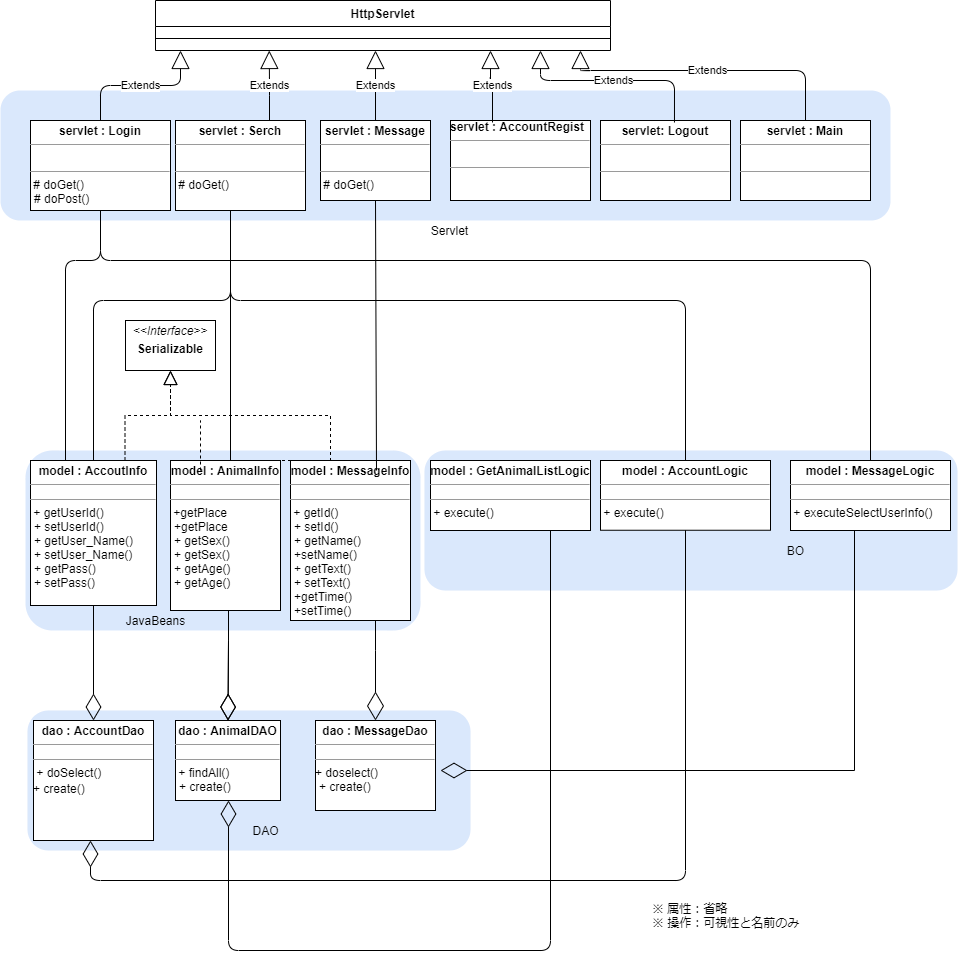 HttpServlet
Extends
Extends
Extends
Extends
Extends
Extends
servlet : Login
# doGet()
# doPost()
servlet : Serch
# doGet()
servlet : Message
# doGet()
servlet : AccountRegist
servlet: Logout
servlet : Main
Servlet
<<Interface>>
Serializable
model : AccoutInfo
+ getUserId()
+ setUserId()
+ getUser_Name()
+ setUser_Name()
+ getPass()
+ setPass()
model : AnimalInfo
+getPlace
+getPlace
+ getSex()
+ getSex()
+ getAge()
+ getAge()
model : MessageInfo
+ getId()
+ setId()
+ getName()
+setName()
+ getText()
+ setText()
+getTime()
+setTime()
JavaBeans
model : GetAnimalListLogic
+ execute()
model : AccountLogic
+ execute()
model : MessageLogic
+ executeSelectUserInfo()
BO
dao : AccountDao
+ doSelect()
+ create()
dao : AnimalDAO
+ findAll()
+ create()
dao : MessageDao
+ doselect()
+ create()
DAO
※ 属性：省略
※ 操作：可視性と名前のみ